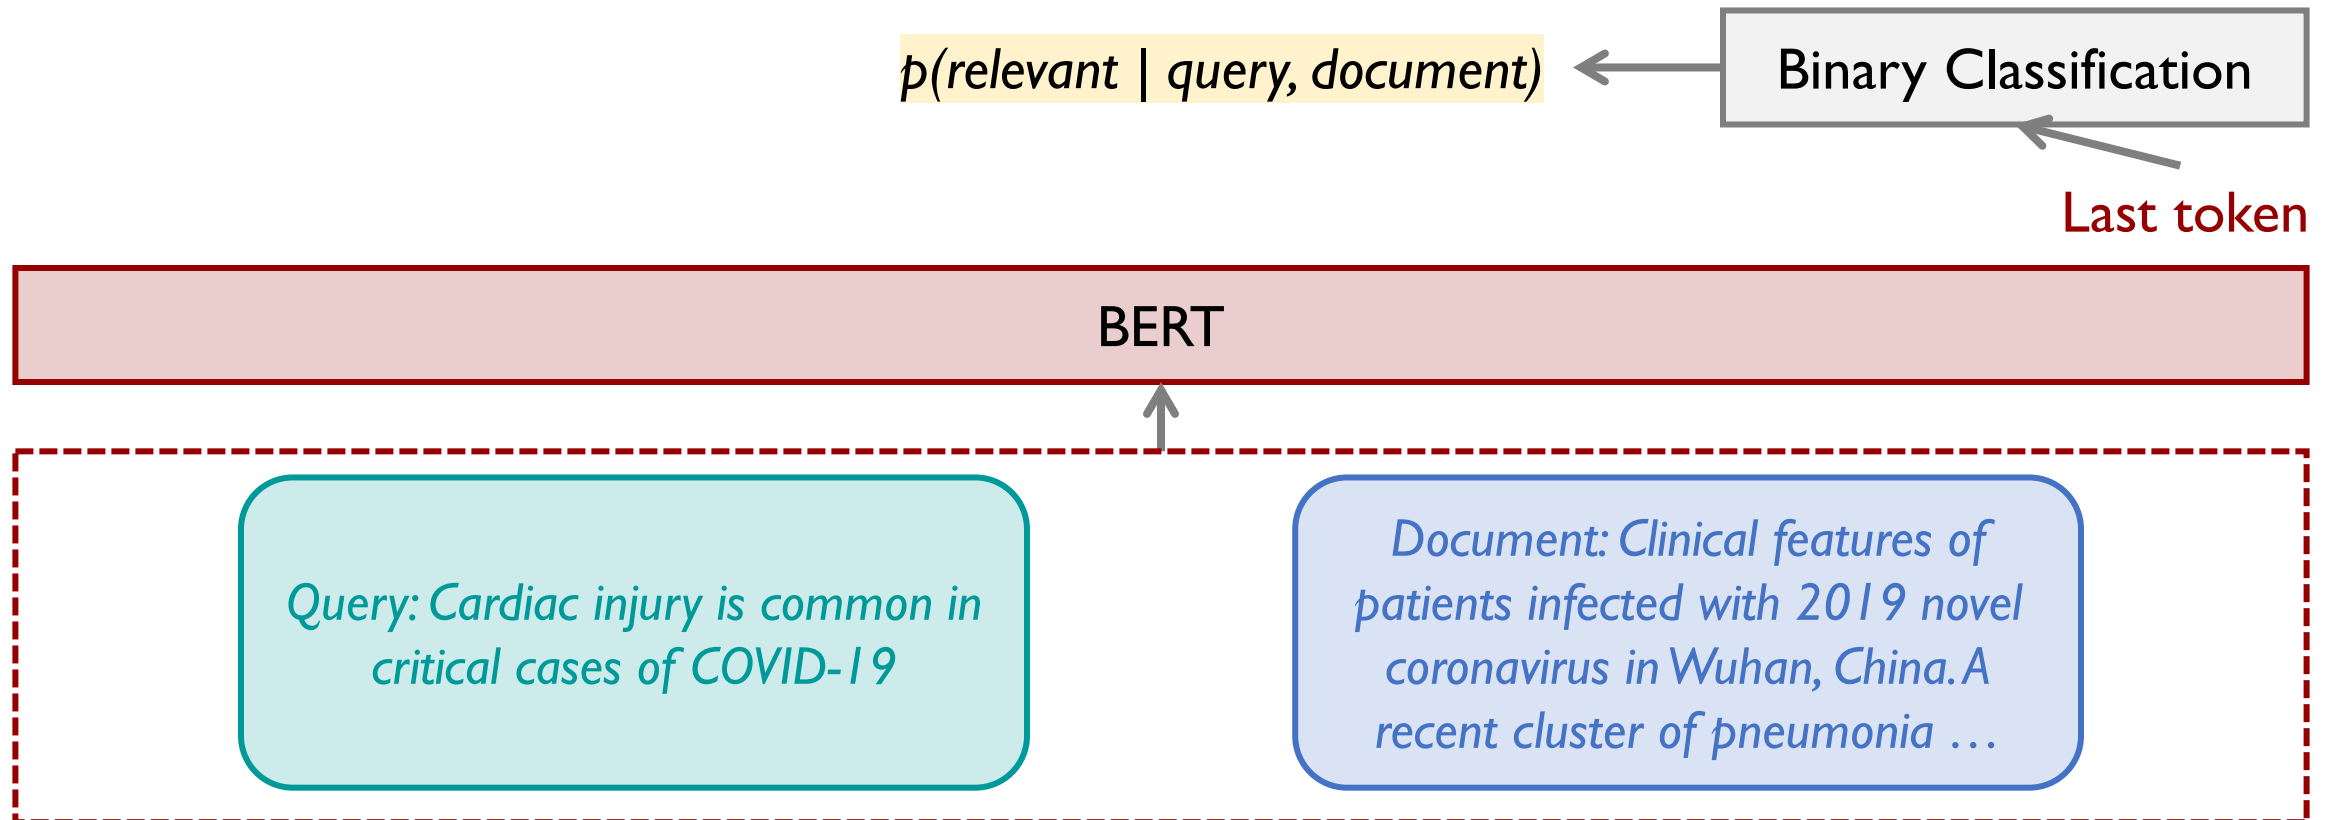 p(relevant | query, document)
Binary Classification
Last token
BERT
Query: Cardiac injury is common in
critical cases of COVID-19
Document: Clinical features of
patients infected with 2019 novel
coronavirus in Wuhan, China. A
recent cluster of pneumonia …